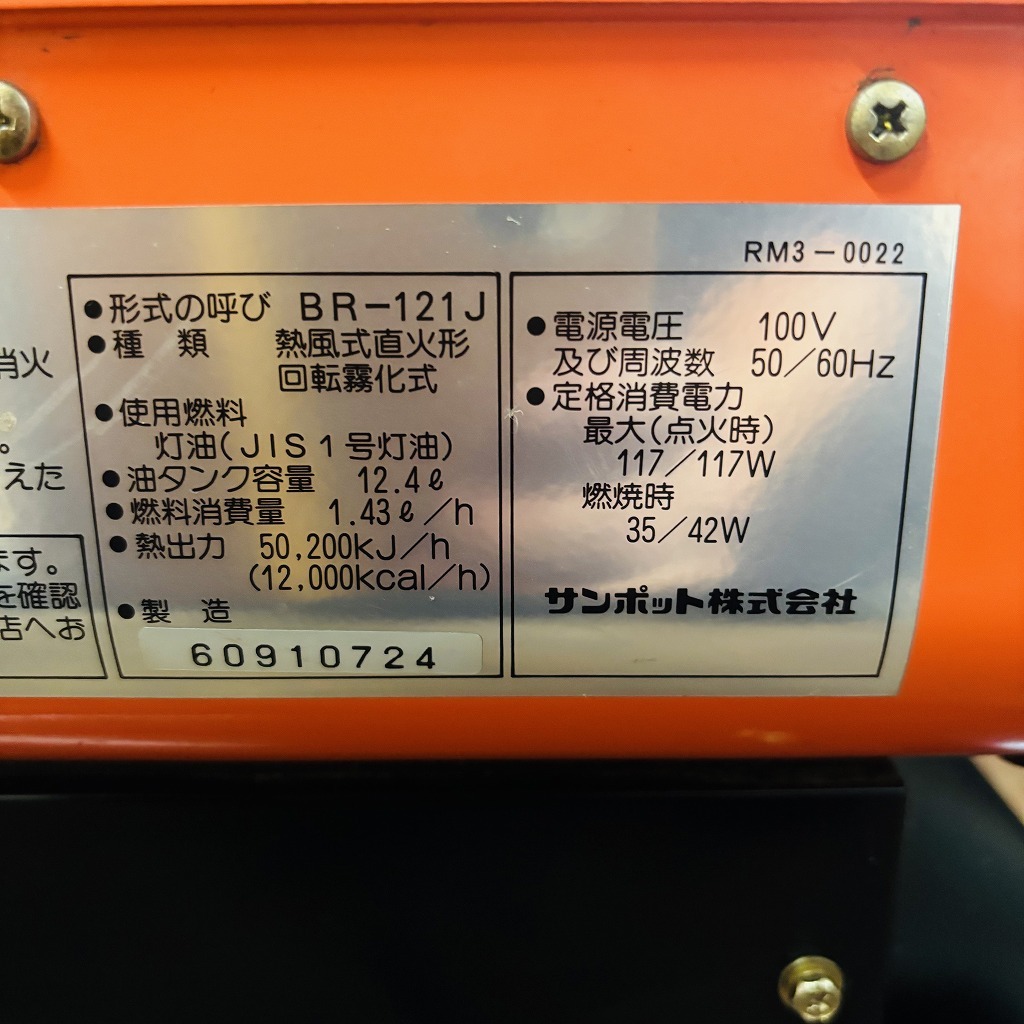 消火
。
えた
ます。
を確認
店へお
RM3-0022
●形式の呼び BR-121J
●種 類 熱風式直火形
回転霧化式
●使用燃料
灯油(JIS1号灯油)
●油タンク容量 12.4ℓ
●燃料消費量 1.43ℓ/h
●熱出力 50,200kJ/h
(12,000kcal/h)
●製 造
60910724
●電源電圧 100V
及び周波数 50/60Hz
●定格消費電力
最大(点火時)
117/117W
燃焼時
35/42W
サンポット株式会社